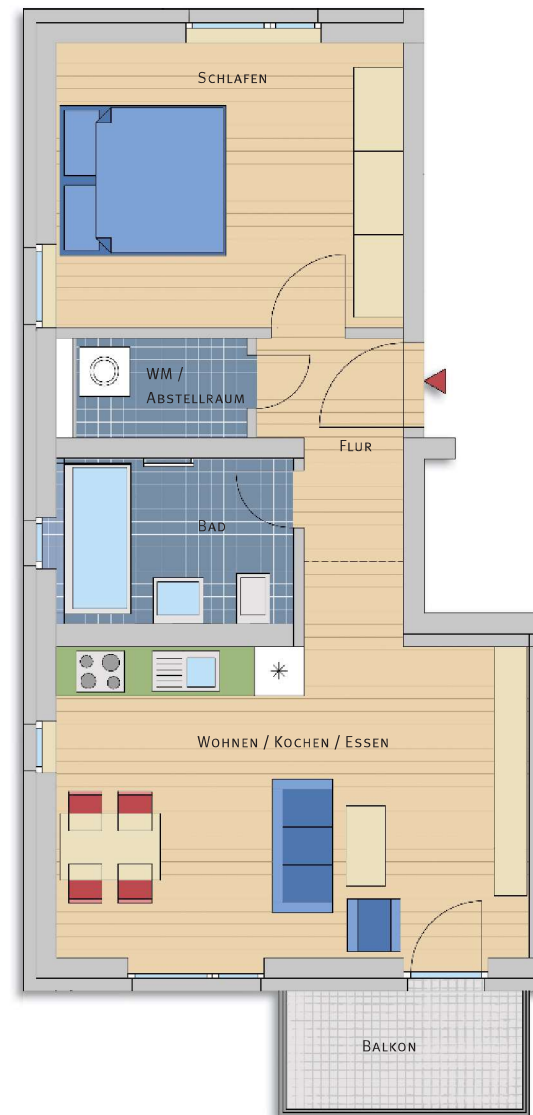 SCHLAFEN
WM /
ABSTELLRAUM
FLUR
BAD
WOHNEN / KOCHEN / ESSEN
BALKON